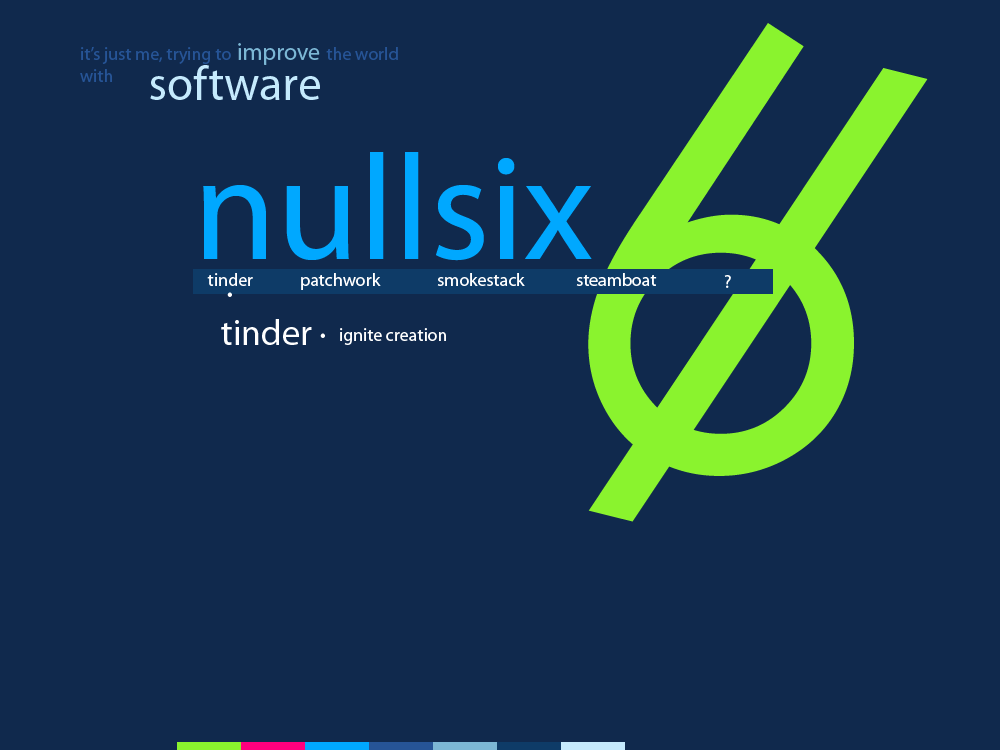 it's just me, trying to improve the world
with software
nullsix
tinder patchwork smokestack steamboat ?
tinder • ignite creation